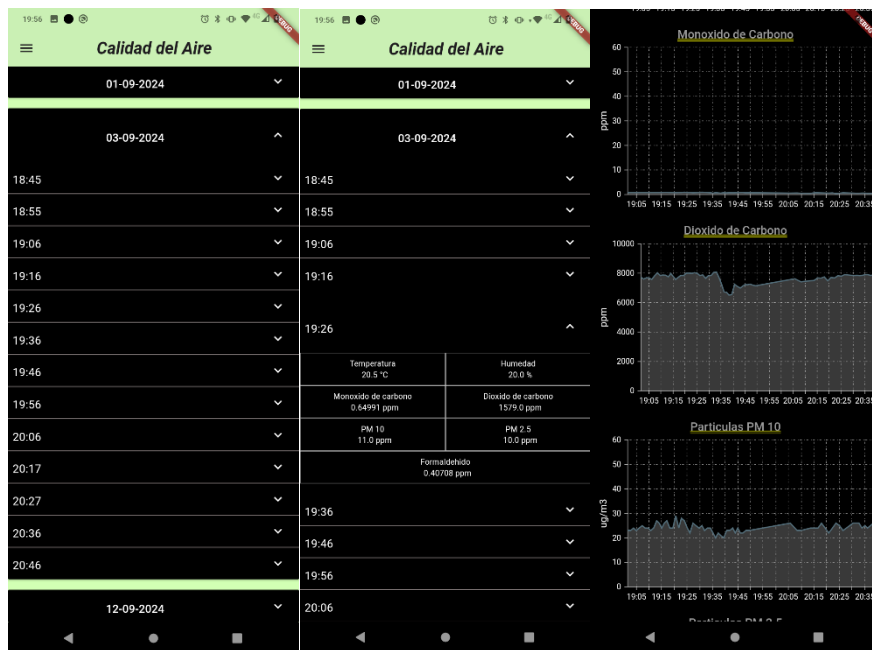 19:56
4G
DEBUG
Calidad del Aire
01-09-2024
03-09-2024
18:45
18:55
19:06
19:16
19:26
19:36
19:46
19:56
20:06
20:17
20:27
20:36
20:46
12-09-2024
19:56
4G
DEBUG
Calidad del Aire
01-09-2024
03-09-2024
18:45
18:55
19:06
19:16
19:26
Temperatura Humedad
20.5 °C 20.0 %
Monoxido de carbono Dioxido de carbono
0.64991 ppm 1579.0 ppm
PM 10 PM 2.5
11.0 ppm 10.0 ppm
Formaldehido
0.40708 ppm
19:36
19:46
19:56
20:06
DEBUG
Monoxido de Carbono
60
50
40
ppm
30
20
10
0
19:05 19:15 19:25 19:35 19:45 19:55 20:05 20:15 20:25 20:35
Dioxido de Carbono
10000
8000
6000
ppm
4000
2000
0
19:05 19:15 19:25 19:35 19:45 19:55 20:05 20:15 20:25 20:35
Particulas PM 10
60
50
40
30
ug/m3
20
10
0
19:05 19:15 19:25 19:35 19:45 19:55 20:05 20:15 20:25 20:35